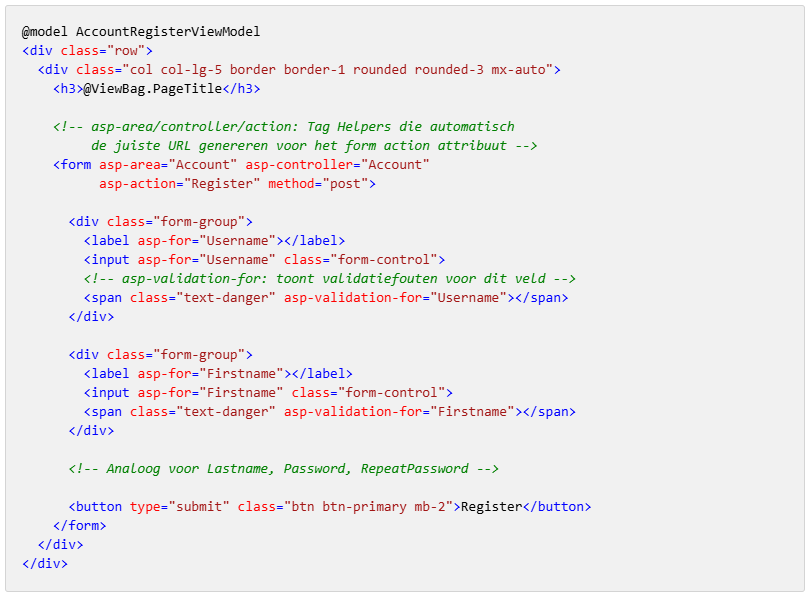 @model AccountRegisterViewModel
<div class="row">
  <div class="col col-lg-5 border border-1 rounded rounded-3 mx-auto">
    <h3>@ViewBag.PageTitle</h3>

    <!-- asp-area/controller/action: Tag Helpers die automatisch
         de juiste URL genereren voor het form action attribuut -->
    <form asp-area="Account" asp-controller="Account"
          asp-action="Register" method="post">

      <div class="form-group">
        <label asp-for="Username"></label>
        <input asp-for="Username" class="form-control">
        <!-- asp-validation-for: toont validatiefouten voor dit veld -->
        <span class="text-danger" asp-validation-for="Username"></span>
      </div>

      <div class="form-group">
        <label asp-for="Firstname"></label>
        <input asp-for="Firstname" class="form-control">
        <span class="text-danger" asp-validation-for="Firstname"></span>
      </div>

      <!-- Analoog voor Lastname, Password, RepeatPassword -->

      <button type="submit" class="btn btn-primary mb-2">Register</button>
    </form>
  </div>
</div>